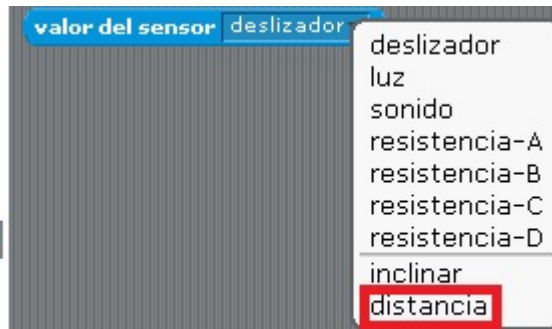 valor del sensor deslizador
deslizador
luz
sonido
resistencia-A
resistencia-B
resistencia-C
resistencia-D
inclinar
distancia